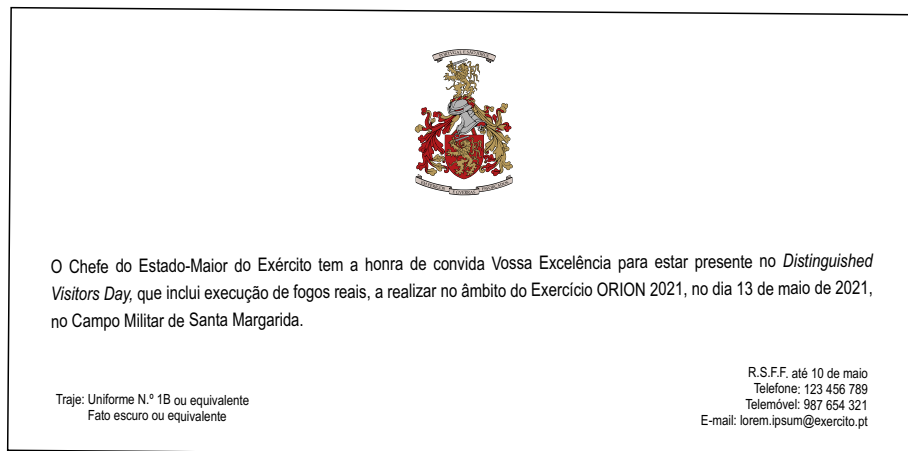 O Chefe do Estado-Maior do Exército tem a honra de convida Vossa Excelência para estar presente no Distinguished
Visitors Day, que inclui execução de fogos reais, a realizar no âmbito do Exercício ORION 2021, no dia 13 de maio de 2021,
no Campo Militar de Santa Margarida.
R.S.F.F. até 10 de maio
Telefone: 123 456 789
Telemóvel: 987 654 321
E-mail: lorem.ipsum@exercito.pt
Traje: Uniforme N.º 1B ou equivalente
Fato escuro ou equivalente